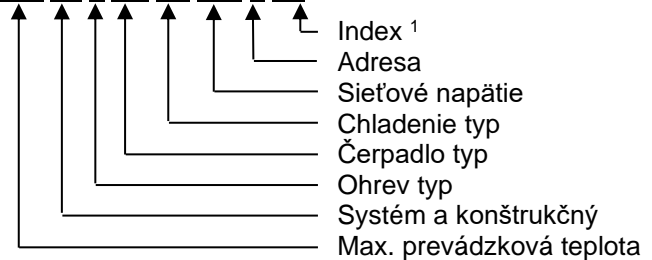 Index ¹
Adresa
Sieťové napätie
Chladenie typ
Čerpadlo typ
Ohrev typ
Systém a konštrukčný
Max. prevádzková teplota